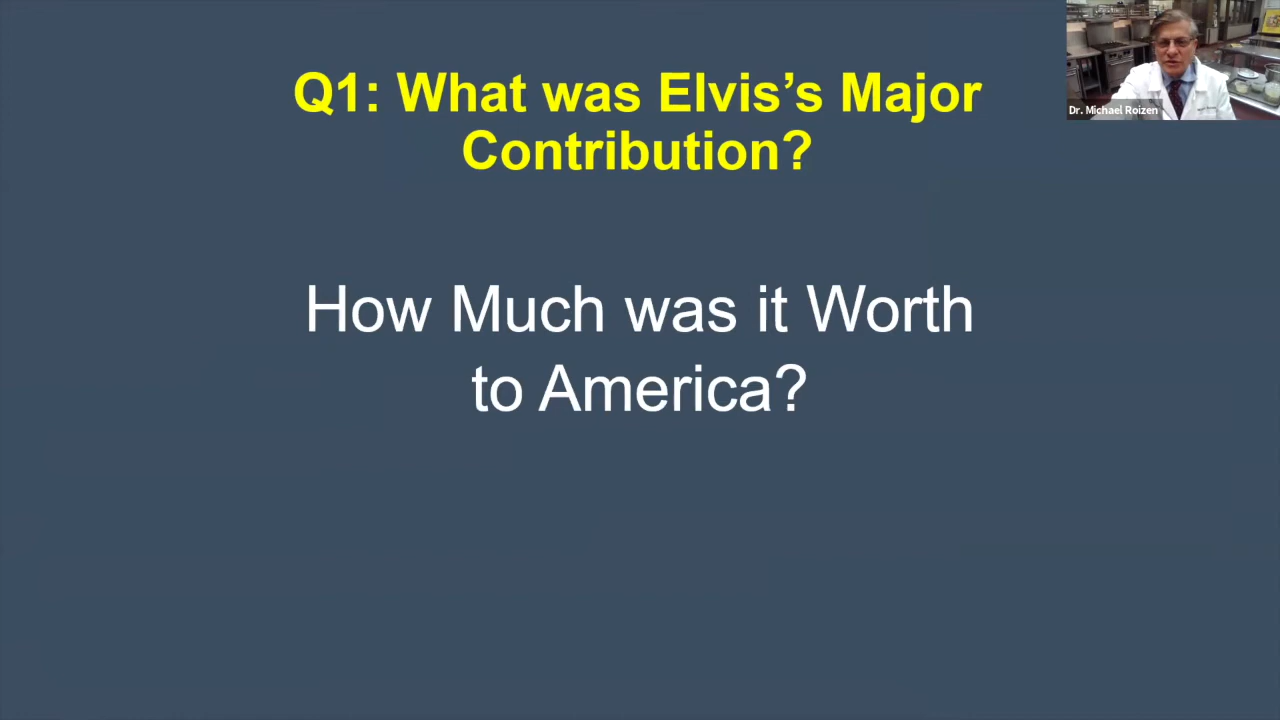 Q1: What was Elvis’s Major
Contribution?
How Much was it Worth
to America?
Dr. Michael Roizen